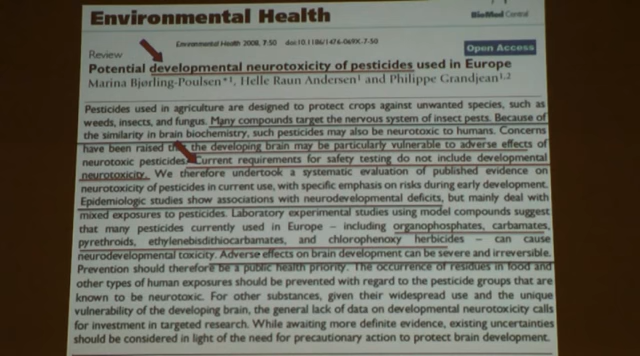 Environmental Health
BioMed Central
Environmental Health 2008, 7:50 doi:10.1186/1476-069X-7-50
Review
Open Access
Potential developmental neurotoxicity of pesticides used in Europe
Marina Bjørling-Poulsen*1, Helle Raun Andersen1 and Philippe Grandjean1,2
Pesticides used in agriculture are designed to protect crops against unwanted species, such as
weeds, insects, and fungus. Many compounds target the nervous system of insect pests. Because of
the similarity in brain biochemistry, such pesticides may also be neurotoxic to humans. Concerns
have been raised the developing brain may be particularly vulnerable to adverse effects of
neurotoxic pesticides. Current requirements for safety testing do not include developmental
neurotoxicity. We therefore undertook a systematic evaluation of published evidence on
neurotoxicity of pesticides in current use, with specific emphasis on risks during early development.
Epidemiologic studies show associations with neurodevelopmental deficits, but mainly deal with
mixed exposures to pesticides. Laboratory experimental studies using model compounds suggest
that many pesticides currently used in Europe – including organophosphates, carbamates,
pyrethroids, ethylenebisdithiocarbamates, and chlorophenoxy herbicides – can cause
neurodevelopmental toxicity. Adverse effects on brain development can be severe and irreversible.
Prevention should therefore be a public health priority. The occurrence of residues in food and
other types of human exposures should be prevented with regard to the pesticide groups that are
known to be neurotoxic. For other substances, given their widespread use and the unique
vulnerability of the developing brain, the general lack of data on developmental neurotoxicity calls
for investment in targeted research. While awaiting more definite evidence, existing uncertainties
should be considered in light of the need for precautionary action to protect brain development.